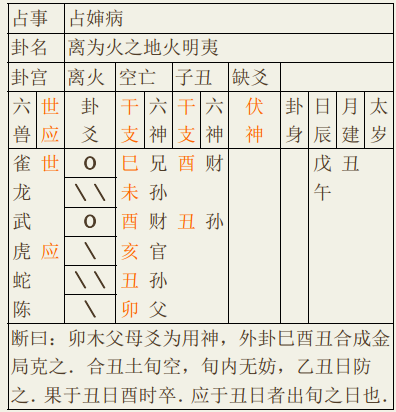 占事 占婶病
卦名 离为火之地火明夷
卦宫 离火 空亡 子丑 缺爻
六兽 世应 卦爻 干支 六神 干支 六神 伏神 卦身 日辰 月建 太岁
雀 世 O 巳 兄 酉 财 戊午 丑
龙 \\ 未 孙
武 O 酉 财 丑 孙
虎 应 \ 亥 官
蛇 \\ 丑 孙
陈 \ 卯 父
断曰：卯木父母爻为用神，外卦巳酉丑合成金
局克之．合丑土旬空，旬内无妨，乙丑日防
之．果于丑日酉时卒．应于丑日者出旬之日也．